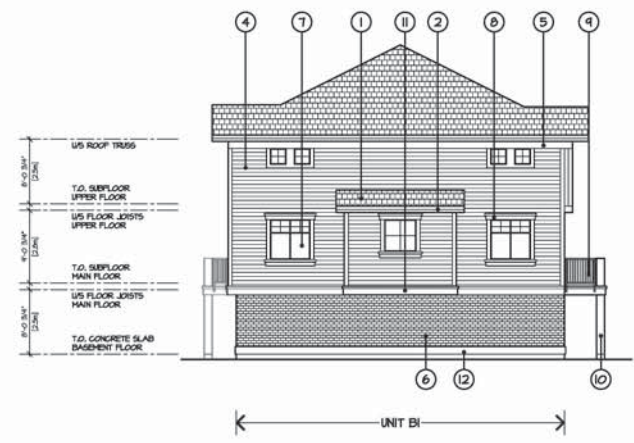 4 7 1 11 2 8 5 9
U/S ROOF TRUSS
8'-0 3/4"
[2.5m]
T.O. SUBFLOOR
UPPER FLOOR
U/S FLOOR JOISTS
UPPER FLOOR
9'-0 3/4"
[2.8m]
T.O. SUBFLOOR
MAIN FLOOR
U/S FLOOR JOISTS
MAIN FLOOR
8'-0 3/4"
[2.5m]
T.O. CONCRETE SLAB
BASEMENT FLOOR
6 12 10
UNIT B1